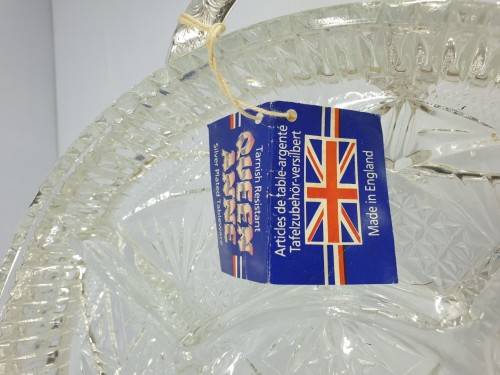 Tarnish Resistant
QUEEN
ANNE
Silver Plated Tableware
Articles de table-argenté
Tafelzubehör-versilbert
Made in England